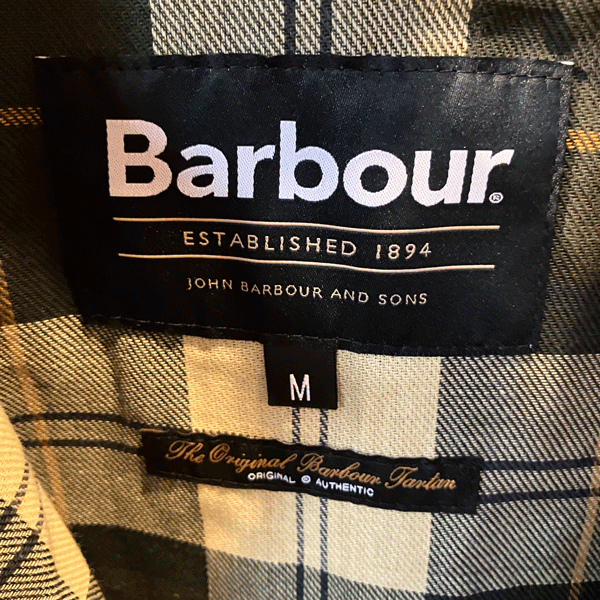 Barbour®
ESTABLISHED 1894
JOHN BARBOUR AND SONS
M
The Original Barbour Tartan
ORIGINAL © AUTHENTIC